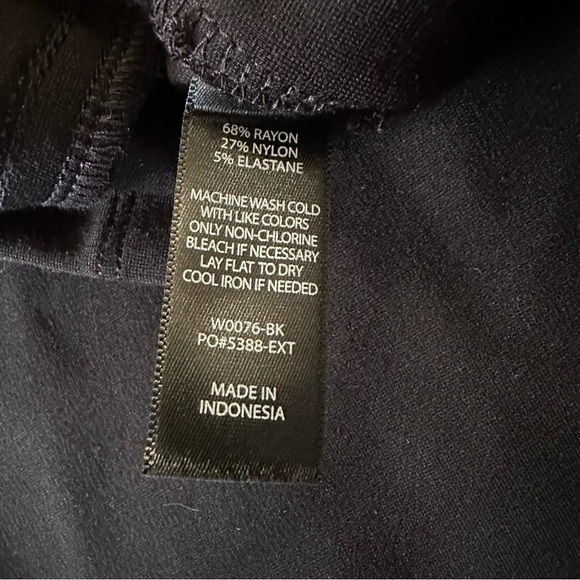 68% RAYON
27% NYLON
5% ELASTANE
MACHINE WASH COLD
WITH LIKE COLORS
ONLY NON-CHLORINE
BLEACH IF NECESSARY
LAY FLAT TO DRY
COOL IRON IF NEEDED
W0076-BK
PO#5388-EXT
MADE IN
INDONESIA